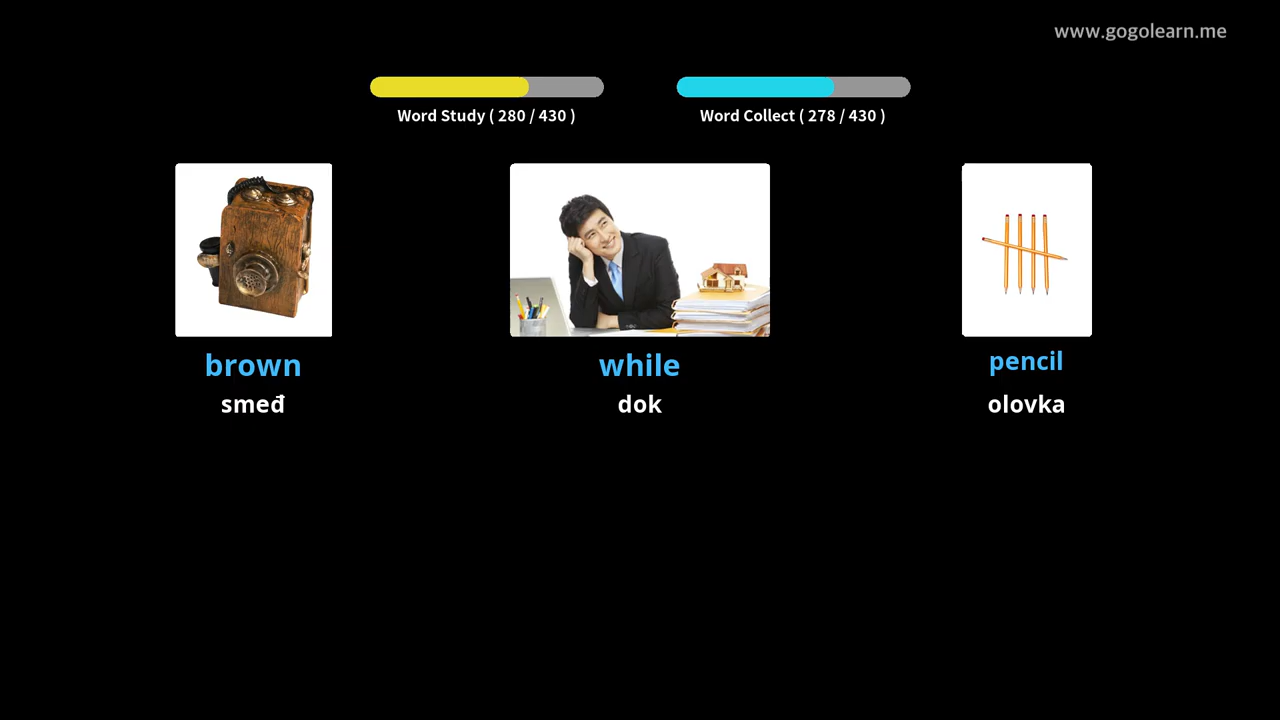 www.gogolearn.me
Word Study ( 280 / 430 )
Word Collect ( 278 / 430 )
brown
smeđ
while
dok
pencil
olovka